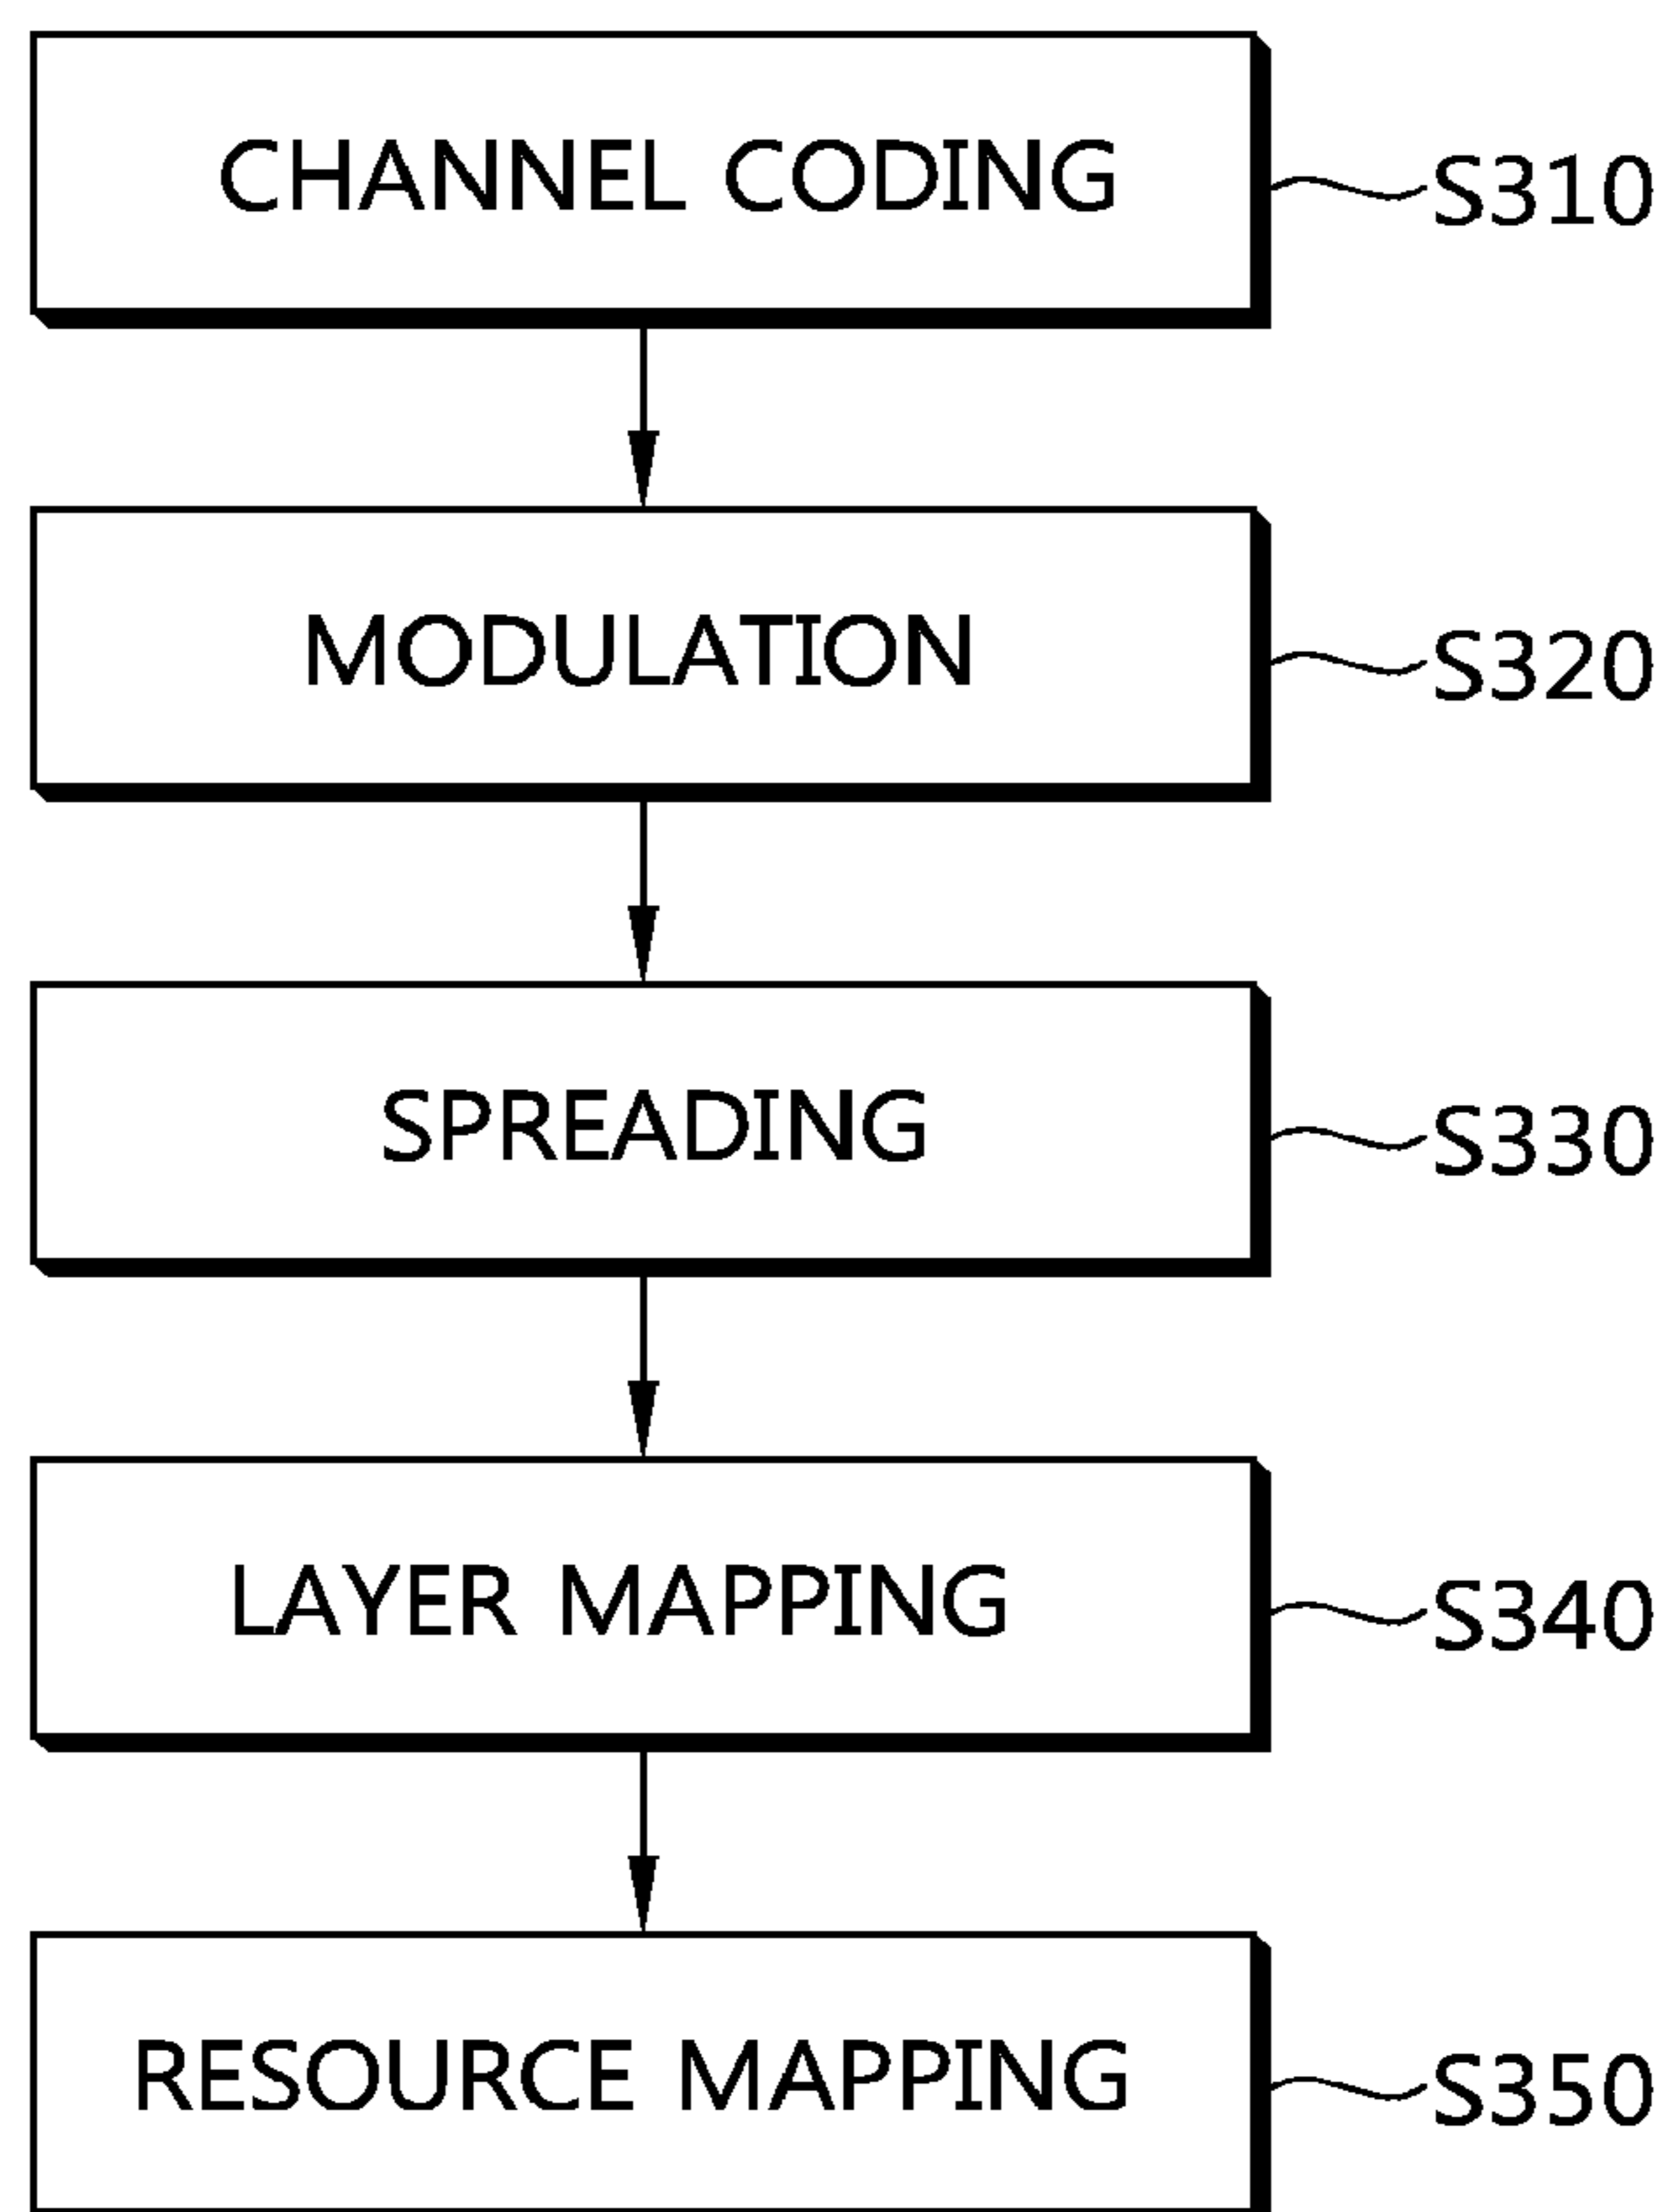 CHANNEL CODING S310
MODULATION S320
SPREADING S330
LAYER MAPPING S340
RESOURCE MAPPING S350